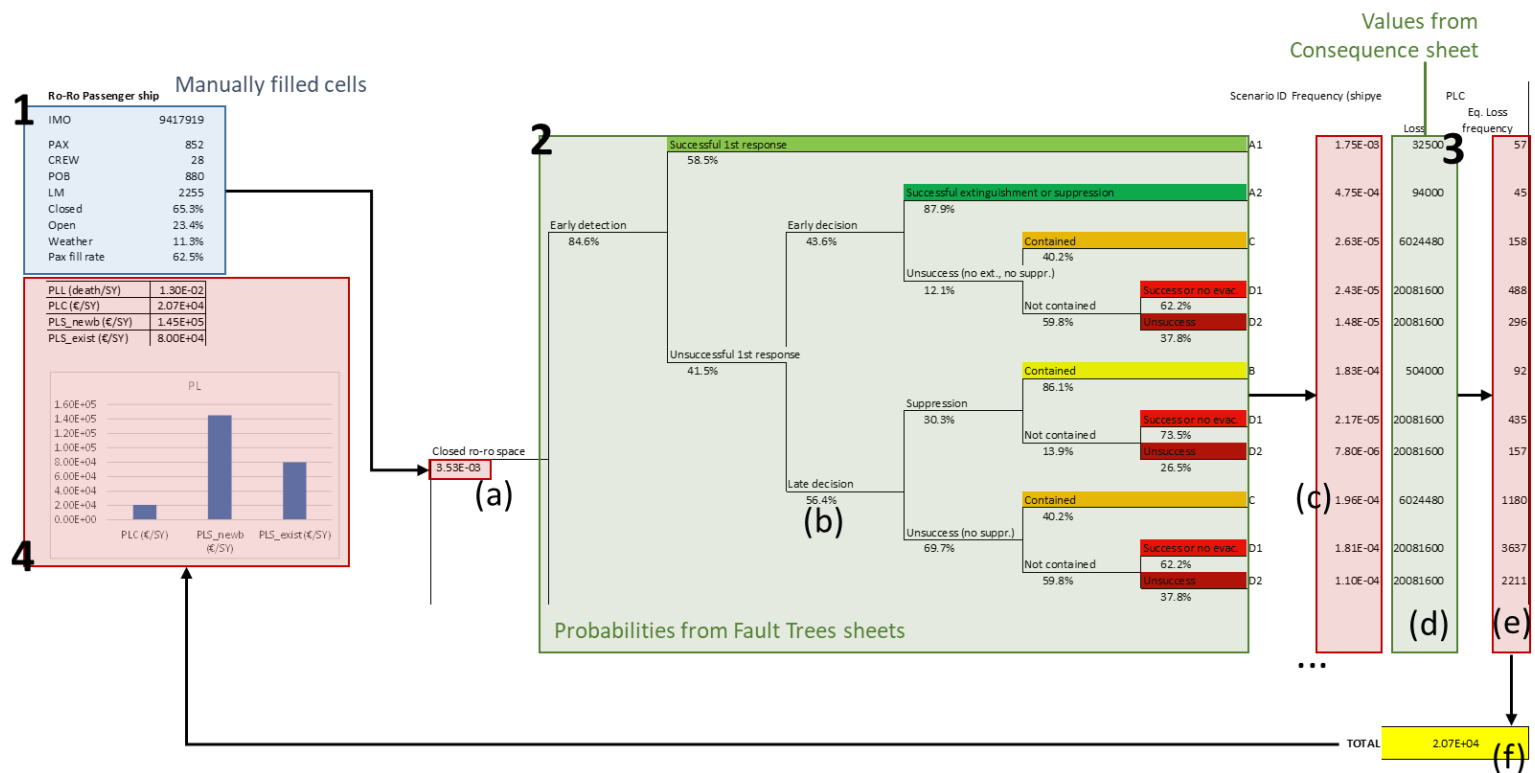 Values from
Consequence sheet
Manually filled cells
Ro-Ro Passenger ship
Scenario ID Frequency (shipye
PLC
Loss
Eq. Loss
frequency
1
IMO 9417919
PAX 852
CREW 28
POB 880
LM 2255
Closed 65.3%
Open 23.4%
Weather 11.3%
Pax fill rate 62.5%
PLL (death/SY) 1.30E-02
PLC (€/SY) 2.07E+04
PLS_newb (€/SY) 1.45E+05
PLS_exist (€/SY) 8.00E+04
PL
1.60E+05
1.40E+05
1.20E+05
1.00E+05
8.00E+04
6.00E+04
4.00E+04
2.00E+04
0.00E+00
PLC (€/SY)
PLS_newb
(€/SY)
PLS_exist (€/SY)
4
Closed ro-ro space
3.53E-03
(a)
2
3
Early detection
84.6%
Successful 1st response
58.5%
A1 1.75E-03 32500 57
Unsuccessful 1st response
41.5%
Early decision
43.6%
Successful extinguishment or suppression
87.9%
A2 4.75E-04 94000 45
Unsuccess (no ext., no suppr.)
12.1%
Contained
40.2%
C 2.63E-05 6024480 158
Not contained
59.8%
Success or no evac.
62.2%
D1 2.43E-05 20081600 488
Unsuccess
37.8%
D2 1.48E-05 20081600 296
Late decision
56.4%
(b)
Suppression
30.3%
Contained
86.1%
B 1.83E-04 504000 92
Not contained
13.9%
Success or no evac.
73.5%
D1 2.17E-05 20081600 435
Unsuccess
26.5%
D2 7.80E-06 20081600 157
Unsuccess (no suppr.)
69.7%
Contained
40.2%
C 1.96E-04 6024480 1180
Not contained
59.8%
Success or no evac.
62.2%
D1 1.81E-04 20081600 3637
Unsuccess
37.8%
D2 1.10E-04 20081600 2211
(c)
(d)
(e)
Probabilities from Fault Trees sheets
...
TOTAL 2.07E+04
(f)